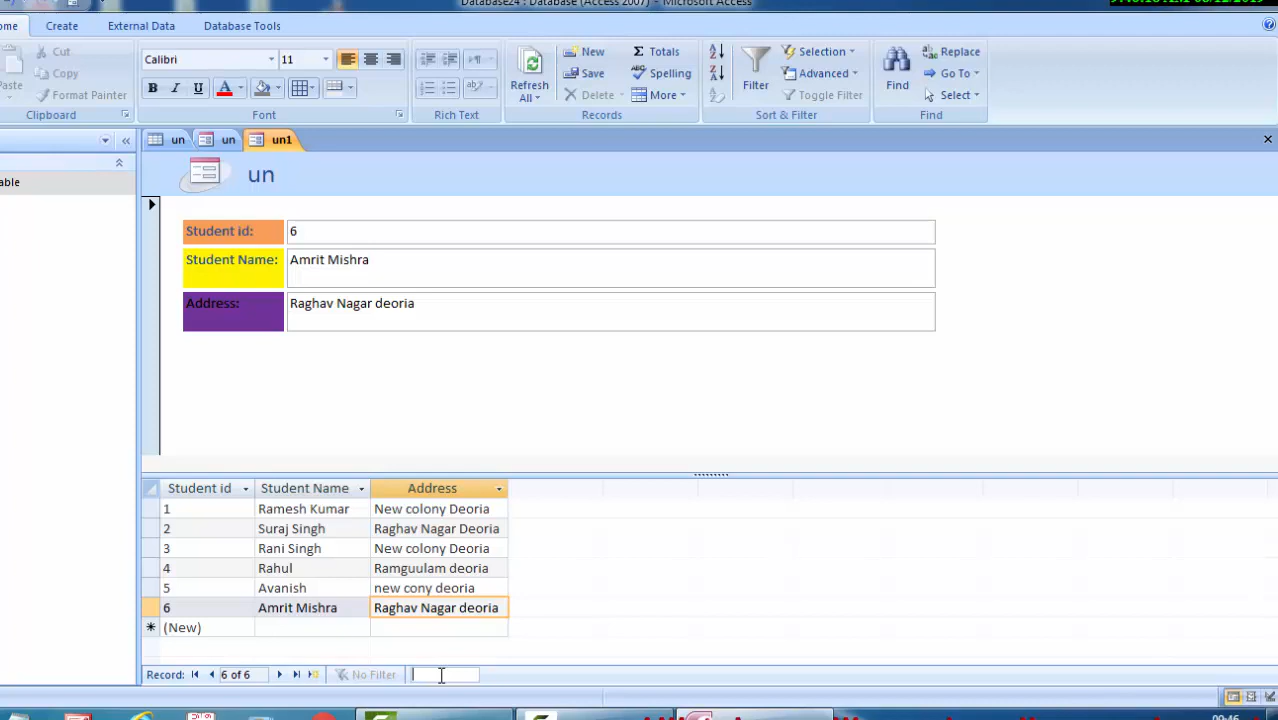 Database24 : Database (Access 2007) - Microsoft Access
ome Create External Data Database Tools
Cut
Copy
Format Painter
Paste
Clipboard
Calibri 11
B I U A
Font
Rich Text
Refresh
All
New
Save
Delete
Totals
Spelling
More
Records
Filter
Selection
Advanced
Toggle Filter
Sort & Filter
Find
Replace
Go To
Select
Find
un un un1
able
un
Student id: 6
Student Name: Amrit Mishra
Address: Raghav Nagar deoria
Student id Student Name Address
1 Ramesh Kumar New colony Deoria
2 Suraj Singh Raghav Nagar Deoria
3 Rani Singh New colony Deoria
4 Rahul Ramguulam deoria
5 Avanish new cony deoria
6 Amrit Mishra Raghav Nagar deoria
(New)
Record: 6 of 6 No Filter
09:46